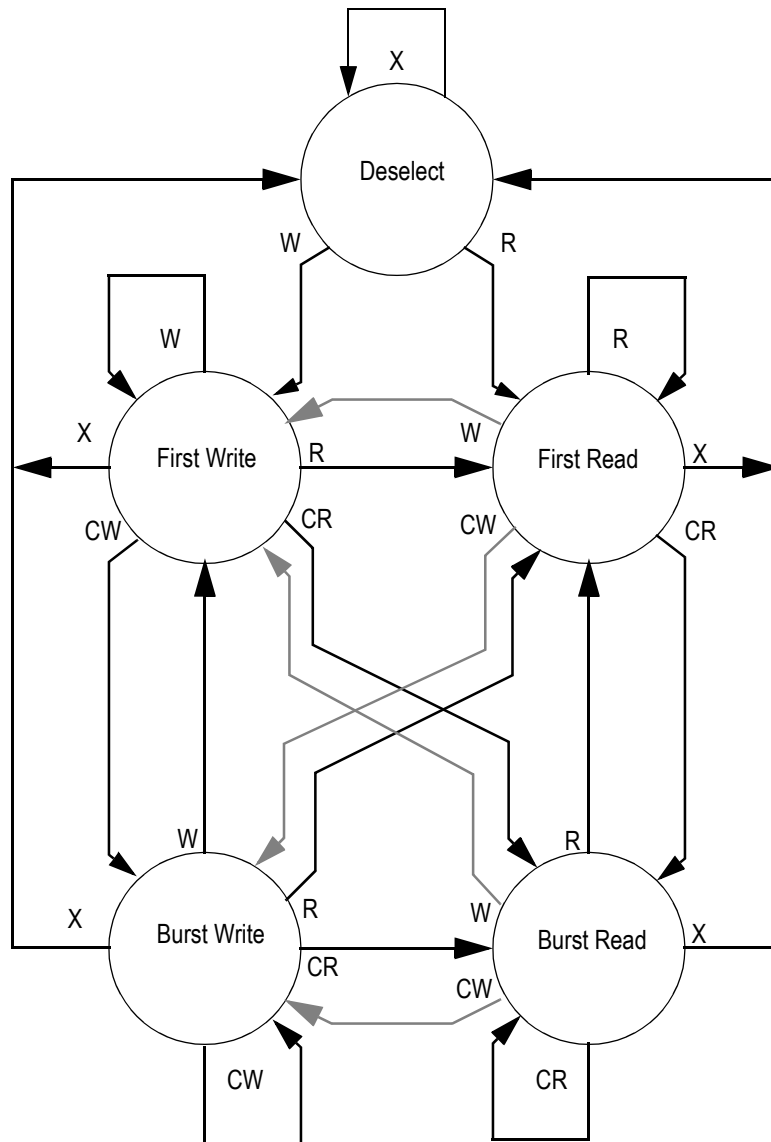 X
Deselect
W
R
W
R
X
W
First Write
R
First Read
X
CW
CR
CW
CR
W
R
X
R
W
Burst Write
Burst Read
X
CR
CW
CW
CR